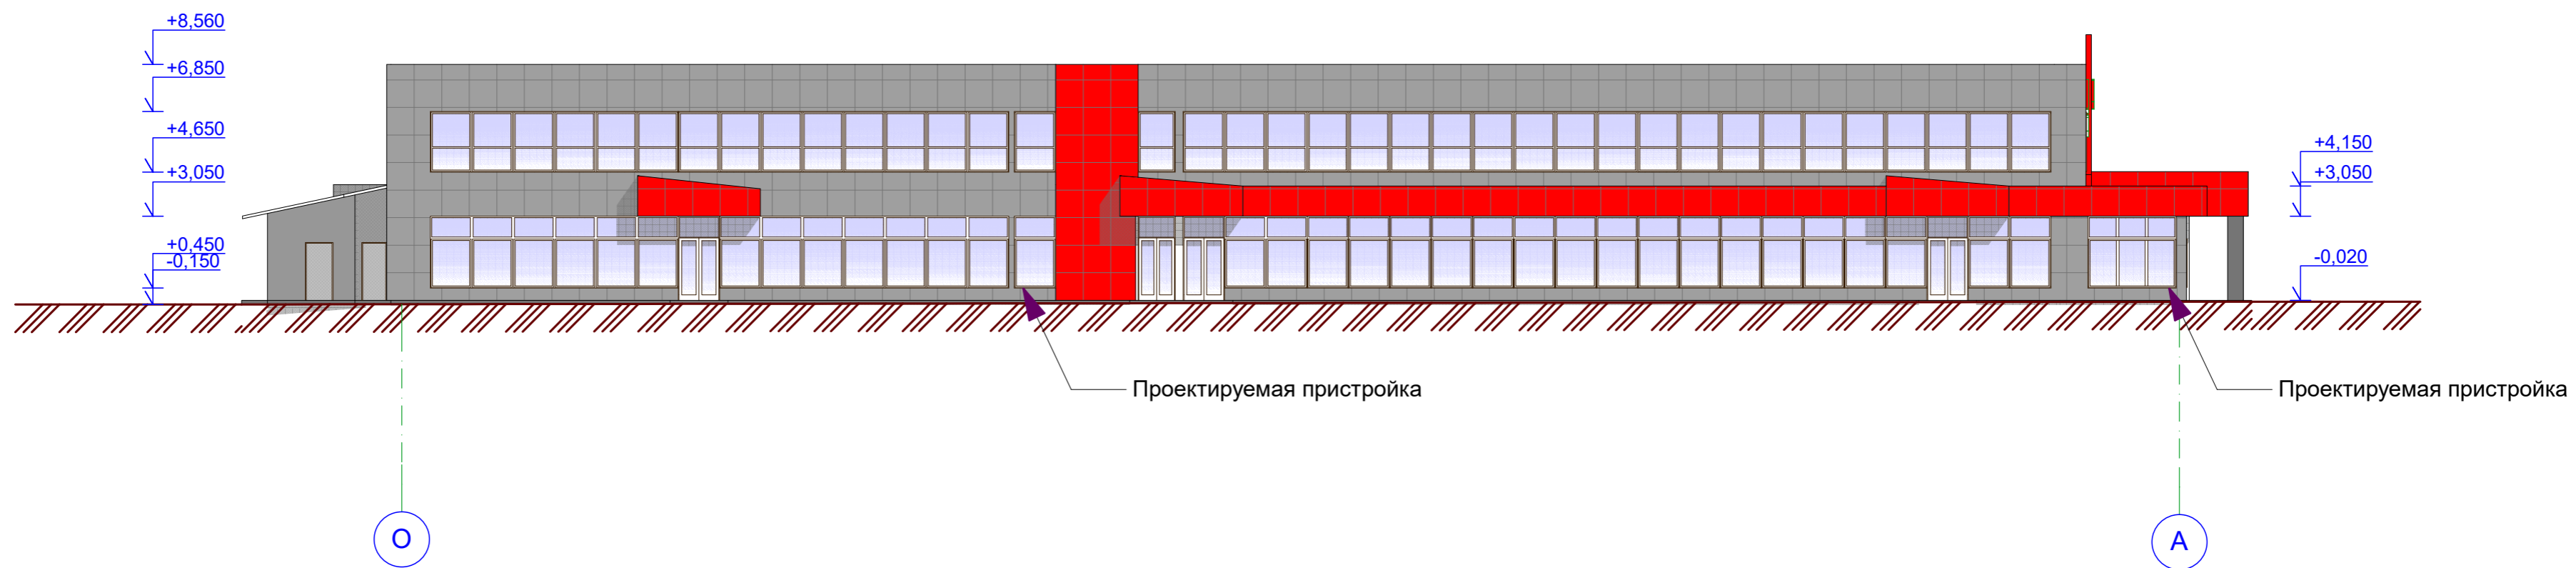 +8,560
+6,850
+4,650
+3,050
+0,450
-0,150
+4,150
+3,050
-0,020
Проектируемая пристройка
Проектируемая пристройка
О
А